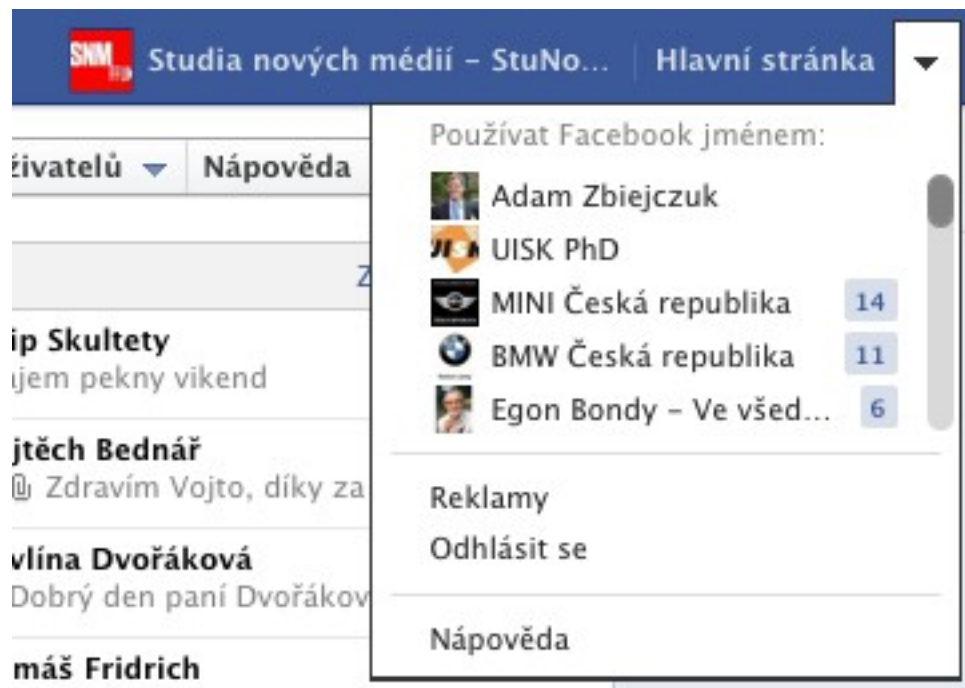 SNM Studia nových médií – StuNo... Hlavní stránka
Používat Facebook jménem:
živatelů Nápověda
Adam Zbiejczuk
UISK PhD
MINI Česká republika 14
BMW Česká republika 11
Egon Bondy – Ve všed... 6
Reklamy
Odhlásit se
Nápověda
Z
ip Skultety
ajem pekny vikend
jtěch Bednář
Zdravím Vojto, díky za
vlína Dvořáková
Dobrý den paní Dvořákov
máš Fridrich